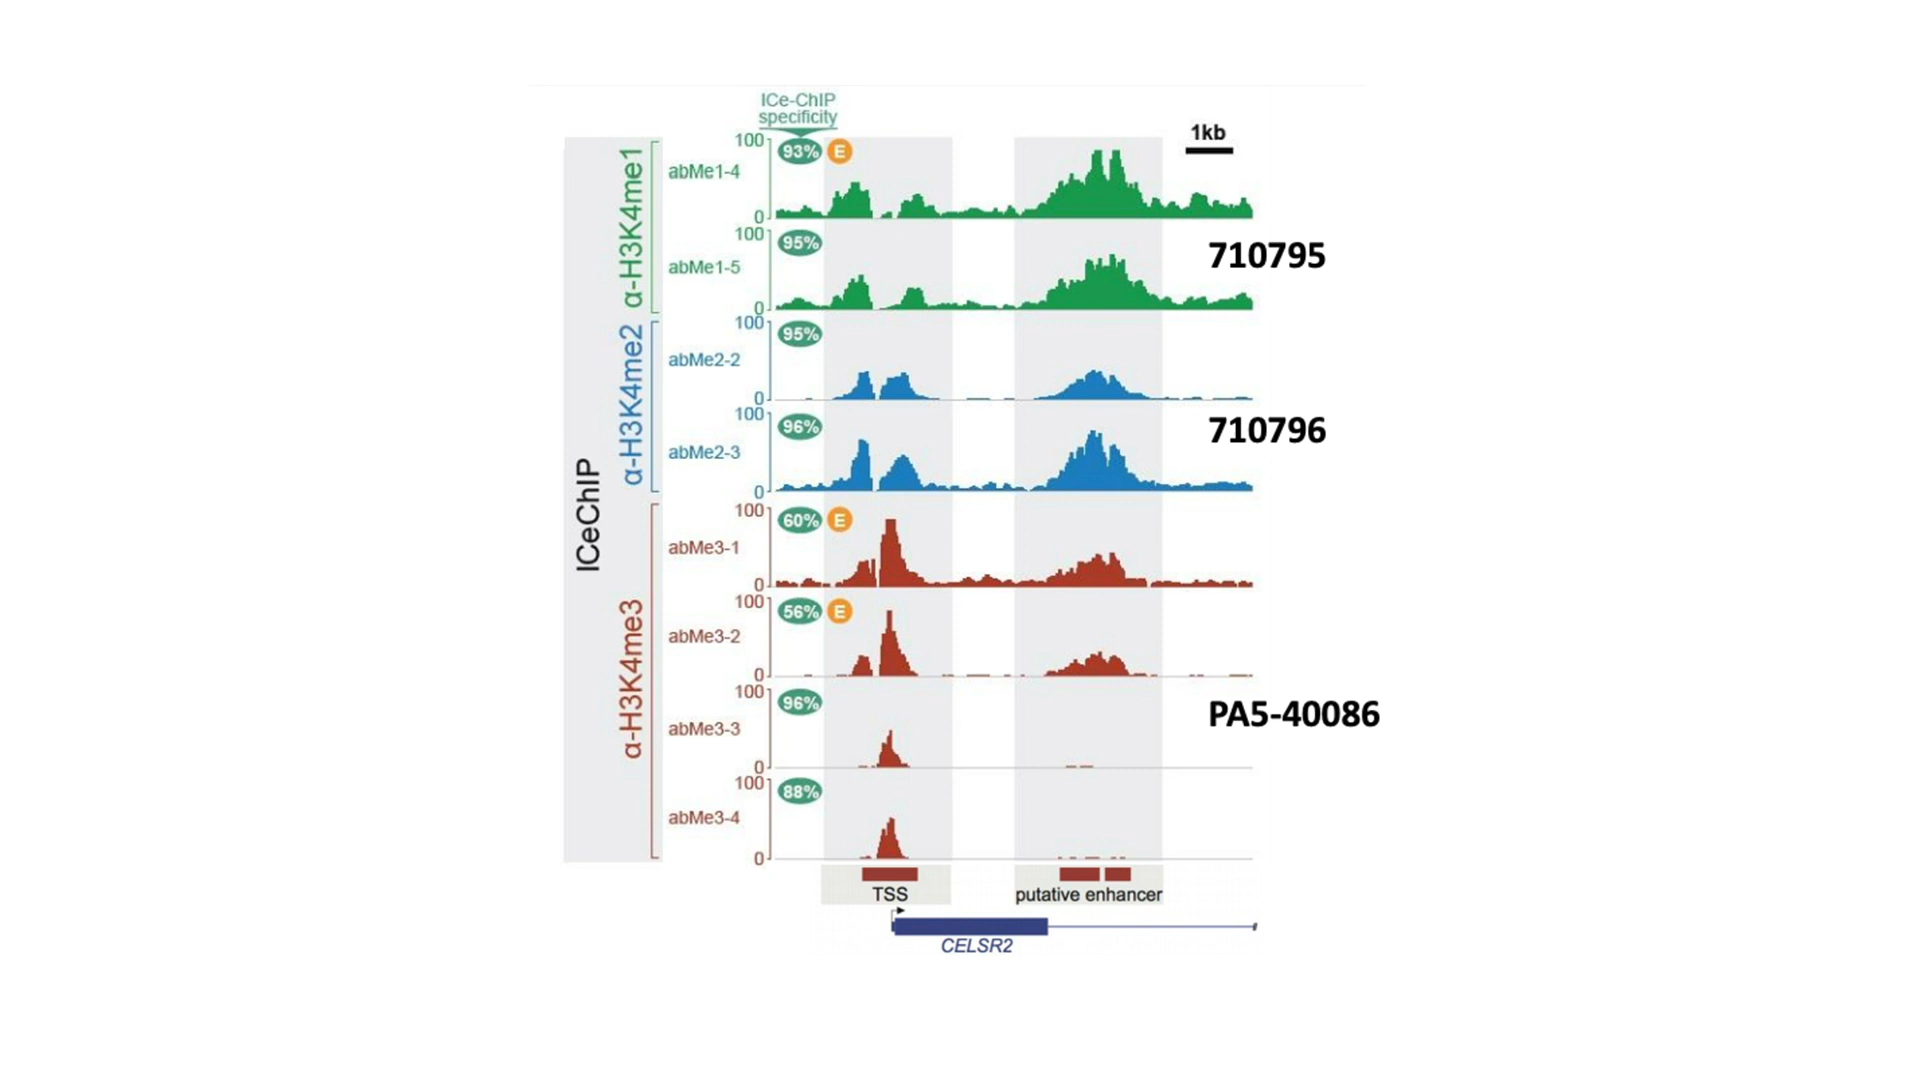 ICe-ChIP
specificity
1kb
ICeChIP
α-H3K4me1
abMe1-4
100
0
93%
E
abMe1-5
100
0
95%
710795
α-H3K4me2
abMe2-2
100
0
95%
abMe2-3
100
0
96%
710796
α-H3K4me3
abMe3-1
100
0
60%
E
abMe3-2
100
0
56%
E
abMe3-3
100
0
96%
PA5-40086
abMe3-4
100
0
88%
TSS
putative enhancer
CELSR2